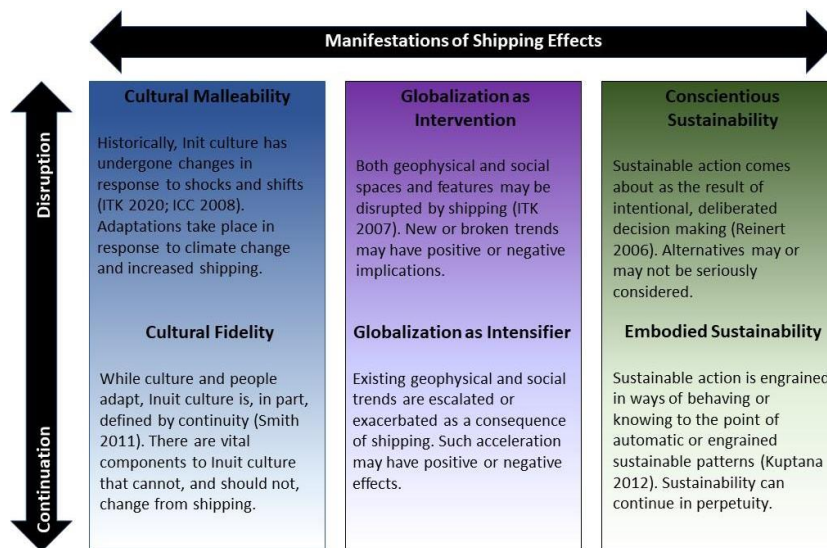 Manifestations of Shipping Effects
Disruption
Continuation
Cultural Malleability
Historically, Init culture has
undergone changes in
response to shocks and shifts
(ITK 2020; ICC 2008).
Adaptations take place in
response to climate change
and increased shipping.
Cultural Fidelity
While culture and people
adapt, Inuit culture is, in part,
defined by continuity (Smith
2011). There are vital
components to Inuit culture
that cannot, and should not,
change from shipping.
Globalization as
Intervention
Both geophysical and social
spaces and features may be
disrupted by shipping (ITK
2007). New or broken trends
may have positive or negative
implications.
Globalization as Intensifier
Existing geophysical and social
trends are escalated or
exacerbated as a consequence
of shipping. Such acceleration
may have positive or negative
effects.
Conscientious
Sustainability
Sustainable action comes
about as the result of
intentional, deliberated
decision making (Reinert
2006). Alternatives may or
may not be seriously
considered.
Embodied Sustainability
Sustainable action is engrained
in ways of behaving or
knowing to the point of
automatic or engrained
sustainable patterns (Kuptana
2012). Sustainability can
continue in perpetuity.